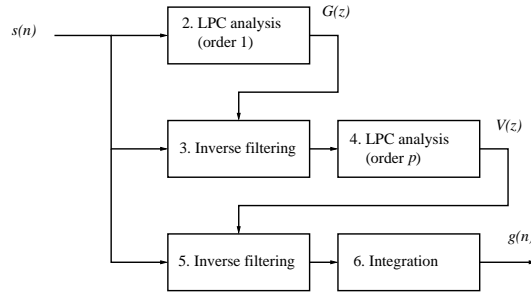 G(z)
s(n)
2. LPC analysis
(order 1)
V(z)
3. Inverse filtering
4. LPC analysis
(order p)
g(n)
5. Inverse filtering
6. Integration